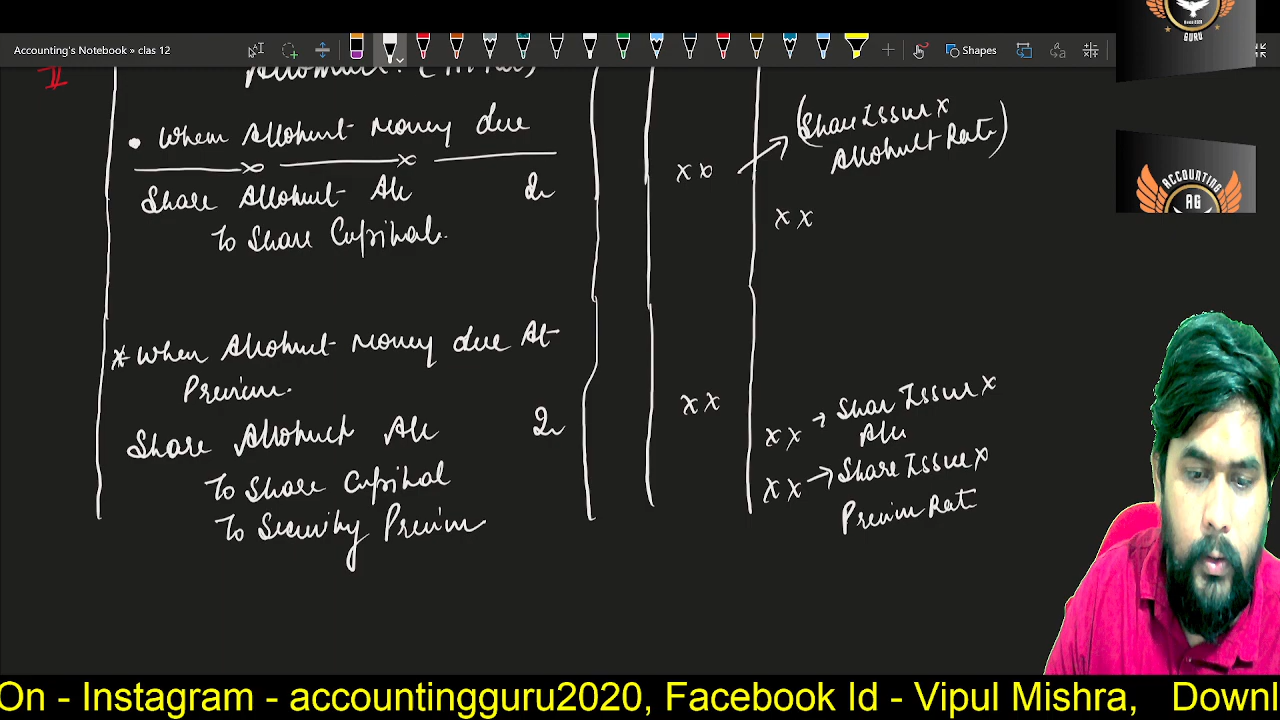 Accounting's Notebook » clas 12
Shapes
GURU
II
• When Allotment Money due
(Share Issue x
Allotment Rate)
xx
Share Allotment A/c Dr
To Share Capital
xx
* When Allotment Money due At
Premium.
xx
Share Issue x
Share Allotment A/c Dr
xx →
To Share Capital
xx → Share Issue x
Premium Rate
To Security Premium
ACCOUNTING
AG
On - Instagram - accountingguru2020, Facebook Id - Vipul Mishra, Downl